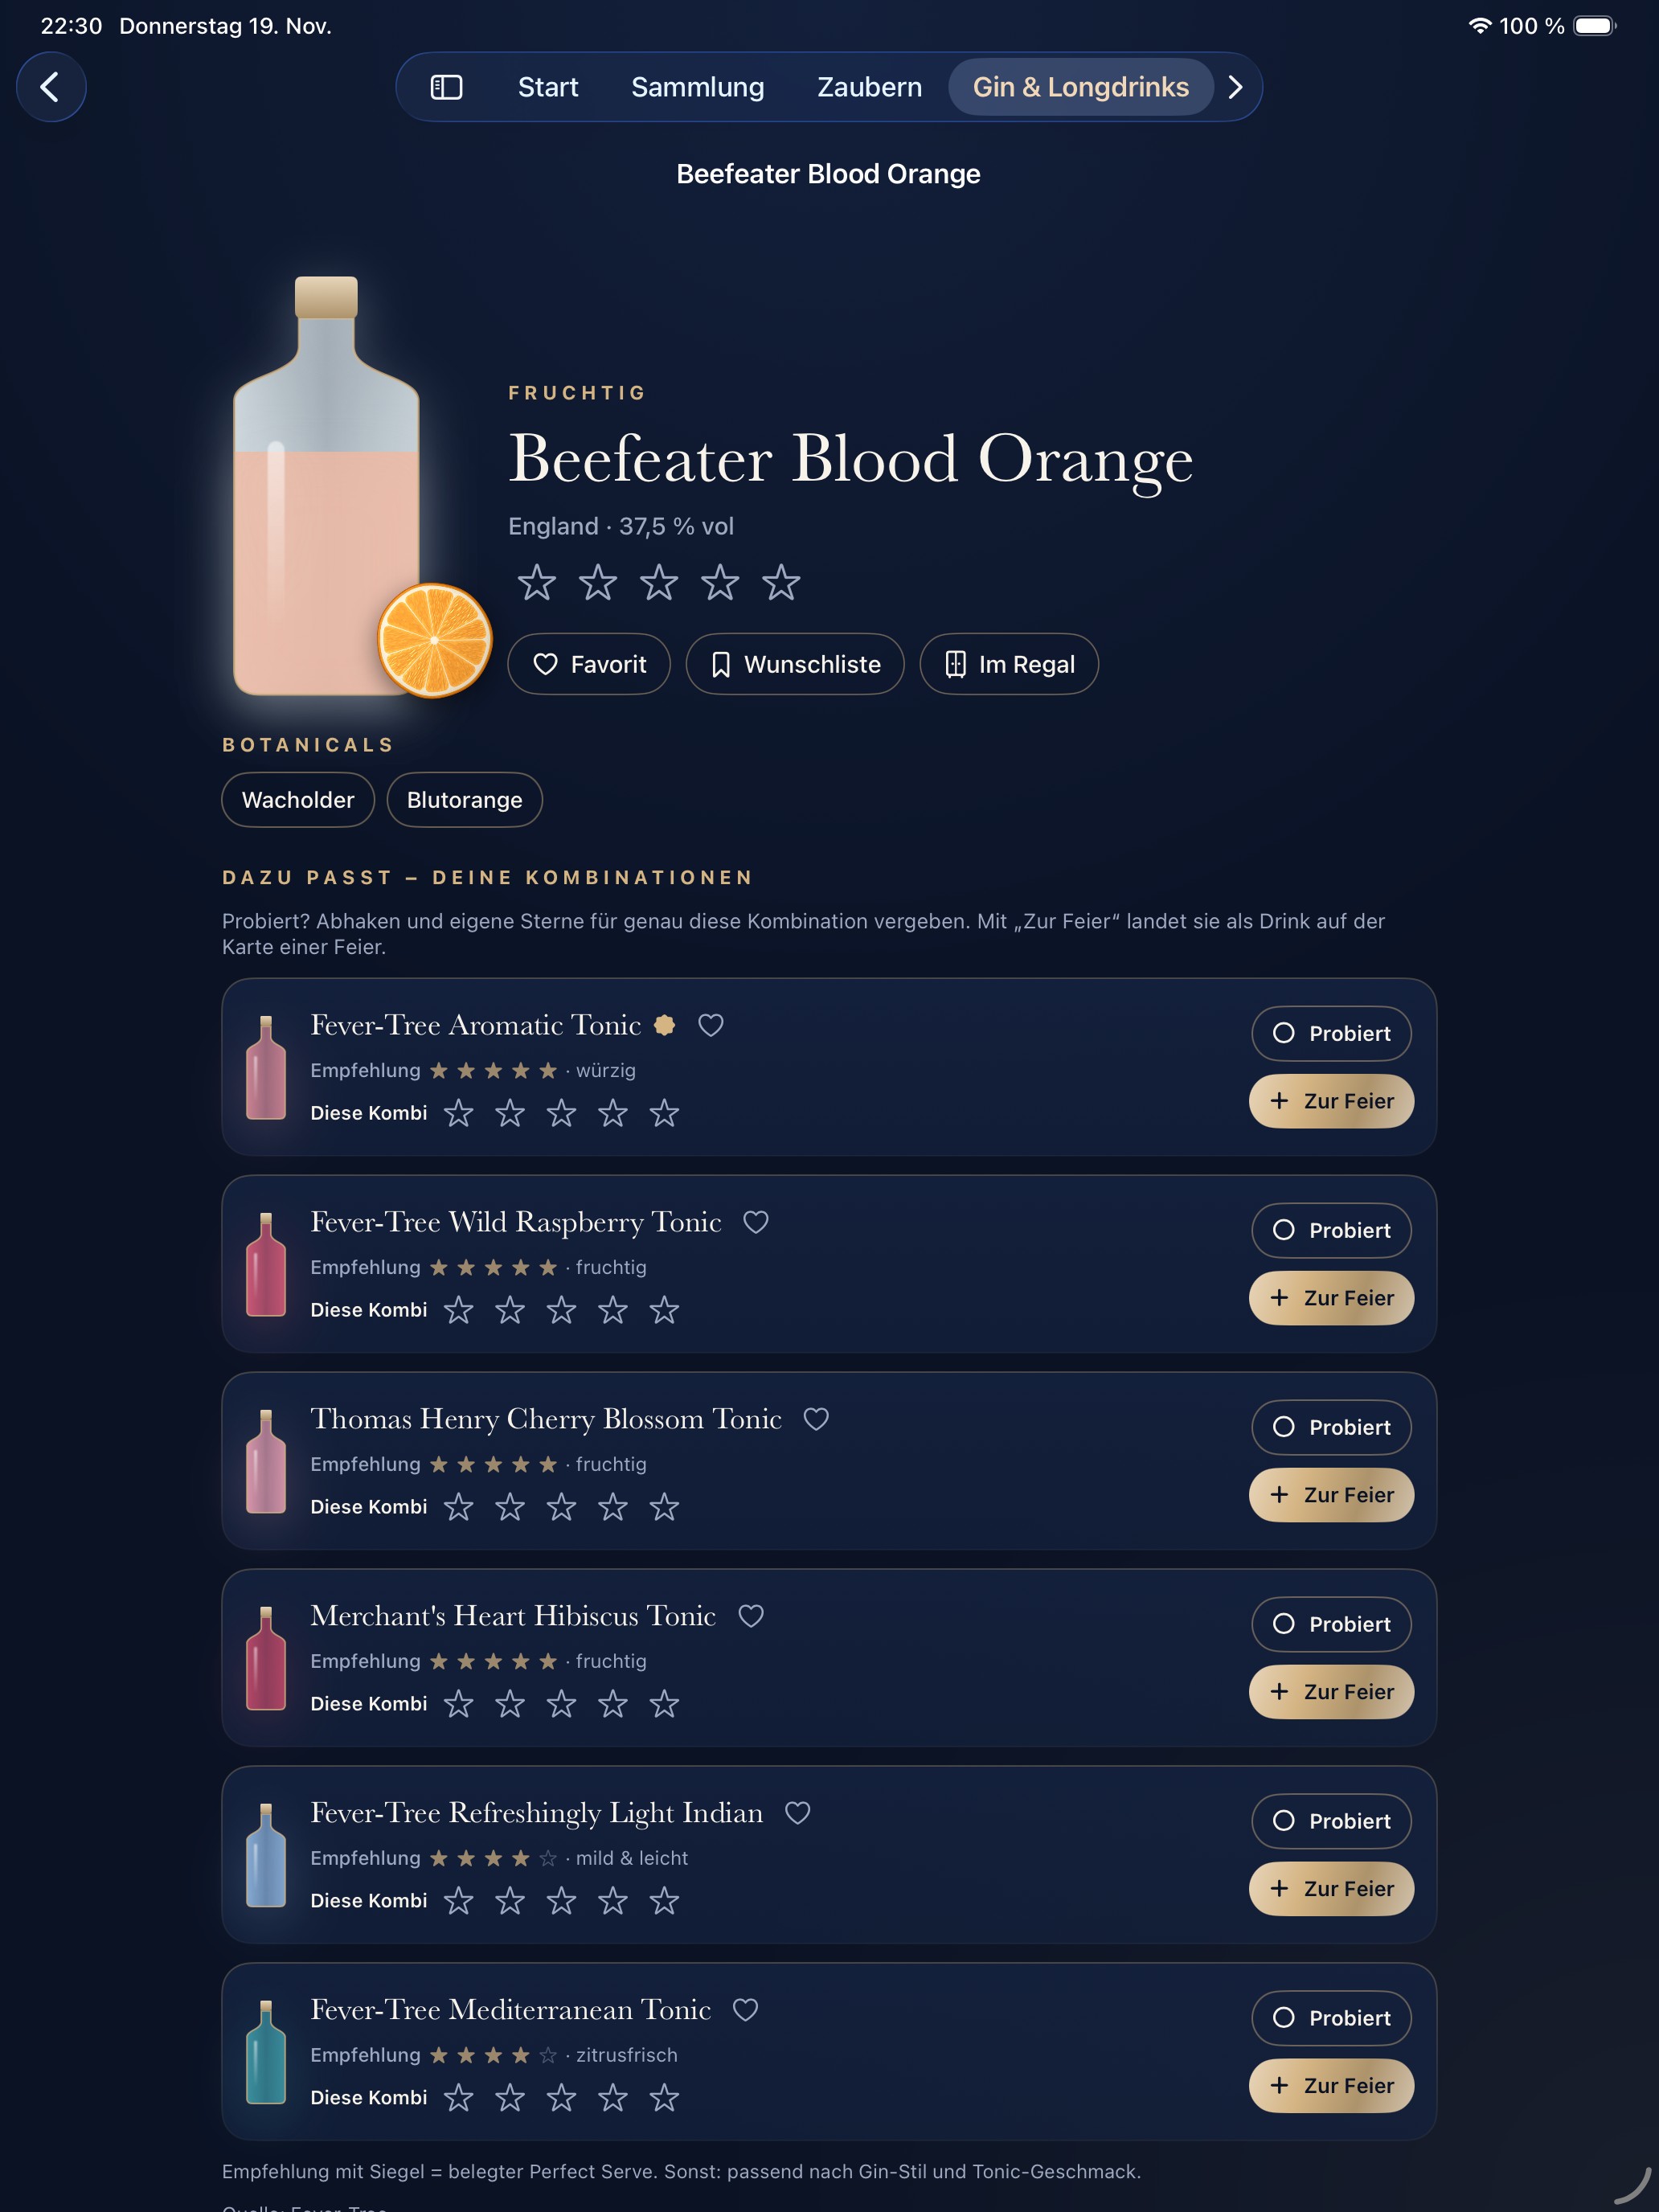 22:30 Donnerstag 19. Nov.
100 %
Start Sammlung Zaubern Gin & Longdrinks
Beefeater Blood Orange
FRUCHTIG
Beefeater Blood Orange
England · 37,5 % vol
Favorit Wunschliste Im Regal
BOTANICALS
Wacholder Blutorange
DAZU PASST – DEINE KOMBINATIONEN
Probiert? Abhaken und eigene Sterne für genau diese Kombination vergeben. Mit „Zur Feier“ landet sie als Drink auf der
Karte einer Feier.
Fever-Tree Aromatic Tonic
Probiert
Empfehlung ★★★★★ · würzig
Zur Feier
Diese Kombi
Fever-Tree Wild Raspberry Tonic
Probiert
Empfehlung ★★★★★ · fruchtig
Zur Feier
Diese Kombi
Thomas Henry Cherry Blossom Tonic
Probiert
Empfehlung ★★★★★ · fruchtig
Zur Feier
Diese Kombi
Merchant's Heart Hibiscus Tonic
Probiert
Empfehlung ★★★★★ · fruchtig
Zur Feier
Diese Kombi
Fever-Tree Refreshingly Light Indian
Probiert
Empfehlung ★★★★☆ · mild & leicht
Zur Feier
Diese Kombi
Fever-Tree Mediterranean Tonic
Probiert
Empfehlung ★★★★☆ · zitrusfrisch
Zur Feier
Diese Kombi
Empfehlung mit Siegel = belegter Perfect Serve. Sonst: passend nach Gin-Stil und Tonic-Geschmack.
Quelle: Fever-Tree